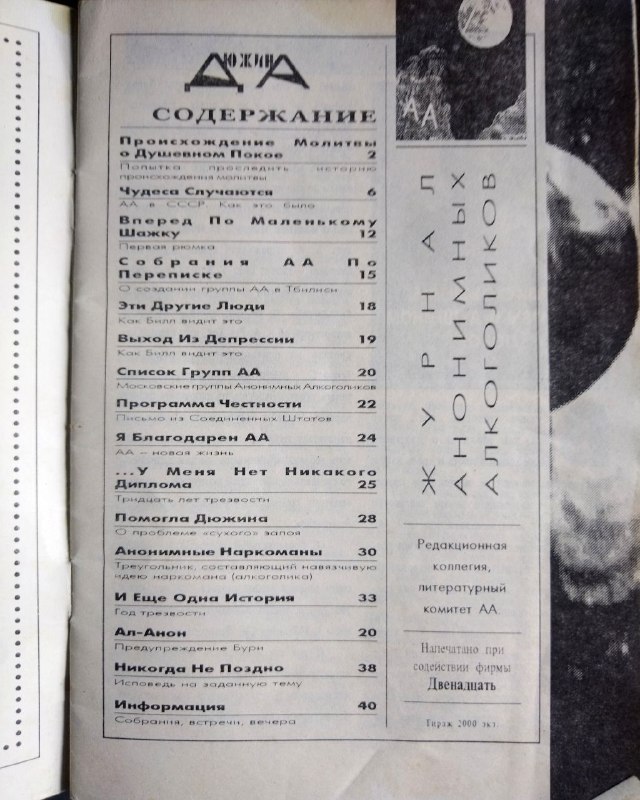 ДЮЖИНА
СОДЕРЖАНИЕ
Происхождение Молитвы
о Душевном Покое 2
Попытка проследить историю
происхождения молитвы
Чудеса Случаются 6
АА в СССР. Как это было
Вперед По Маленькому
Шажку 12
Первая рюмка
Собрания АА По
Переписке 15
О создании группы АА в Тбилиси
Эти Другие Люди 18
Как Билл видит это
Выход Из Депрессии 19
Как Билл видит это
Список Групп АА 20
Московские группы Анонимных Алкоголиков
Программа Честности 22
Письмо из Соединенных Штатов
Я Благодарен АА 24
АА – новая жизнь
...У Меня Нет Никакого
Диплома 25
Тридцать лет трезвости
Помогла Дюжина 28
О проблеме «сухого» запоя
Анонимные Наркоманы 30
Треугольник, составляющий навязчивую
идею наркомана (алкоголика)
И Еще Одна История 33
Год трезвости
Ал-Анон 20
Предупреждение Бури
Никогда Не Поздно 38
Исповедь на заданную тему
Информация 40
Собрания, встречи, вечера
АА
ЖУРНАЛ
АНОНИМНЫХ
АЛКОГОЛИКОВ
Редакционная
коллегия,
литературный
комитет АА.
Напечатано при
содействии фирмы
Двенадцать
Тираж 2000 экз.